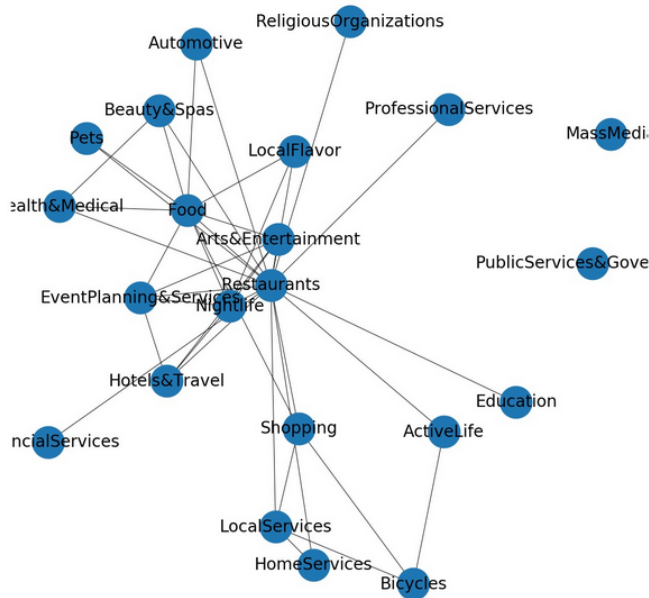 ReligiousOrganizations
Automotive
Beauty&Spas
ProfessionalServices
Pets
MassMedi
LocalFlavor
ealth&Medical
Food
Arts&Entertainment
PublicServices&Gove
Restaurants
EventPlanning&Services
Nightlife
Hotels&Travel
Education
Shopping
ActiveLife
ncialServices
LocalServices
HomeServices
Bicycles